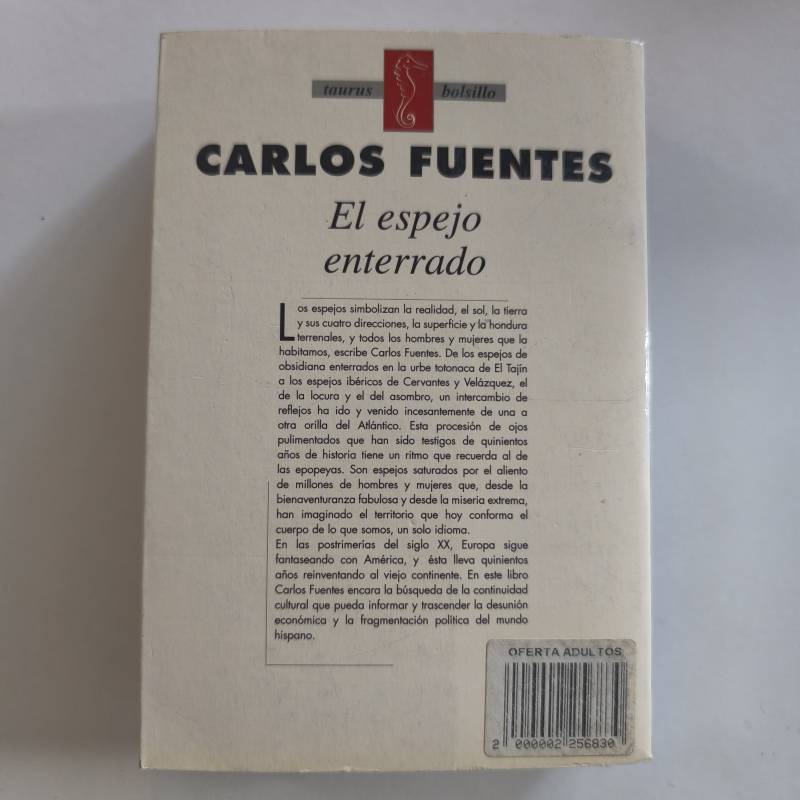 taurus bolsillo
CARLOS FUENTES
El espejo
enterrado
Los espejos simbolizan la realidad, el sol, la tierra
y sus cuatro direcciones, la superficie y la hondura
terrenales, y todos los hombres y mujeres que la
habitamos, escribe Carlos Fuentes. De los espejos de
obsidiana enterrados en la urbe totonaca de El Tajín
a los espejos ibéricos de Cervantes y Velázquez, el
de la locura y el del asombro, un intercambio de
reflejos ha ido y venido incesantemente de una a
otra orilla del Atlántico. Esta procesión de ojos
pulimentados que han sido testigos de quinientos
años de historia tiene un ritmo que recuerda al de
las epopeyas. Son espejos saturados por el aliento
de millones de hombres y mujeres que, desde la
bienaventuranza fabulosa y desde la miseria extrema,
han imaginado el territorio que hoy conforma el
cuerpo de lo que somos, un solo idioma.
En las postrimerías del siglo XX, Europa sigue
fantaseando con América, y ésta lleva quinientos
años reinventando al viejo continente. En este libro
Carlos Fuentes encara la búsqueda de la continuidad
cultural que pueda informar y trascender la desunión
económica y la fragmentación política del mundo
hispano.
OFERTA ADULTOS
2 000002 256830